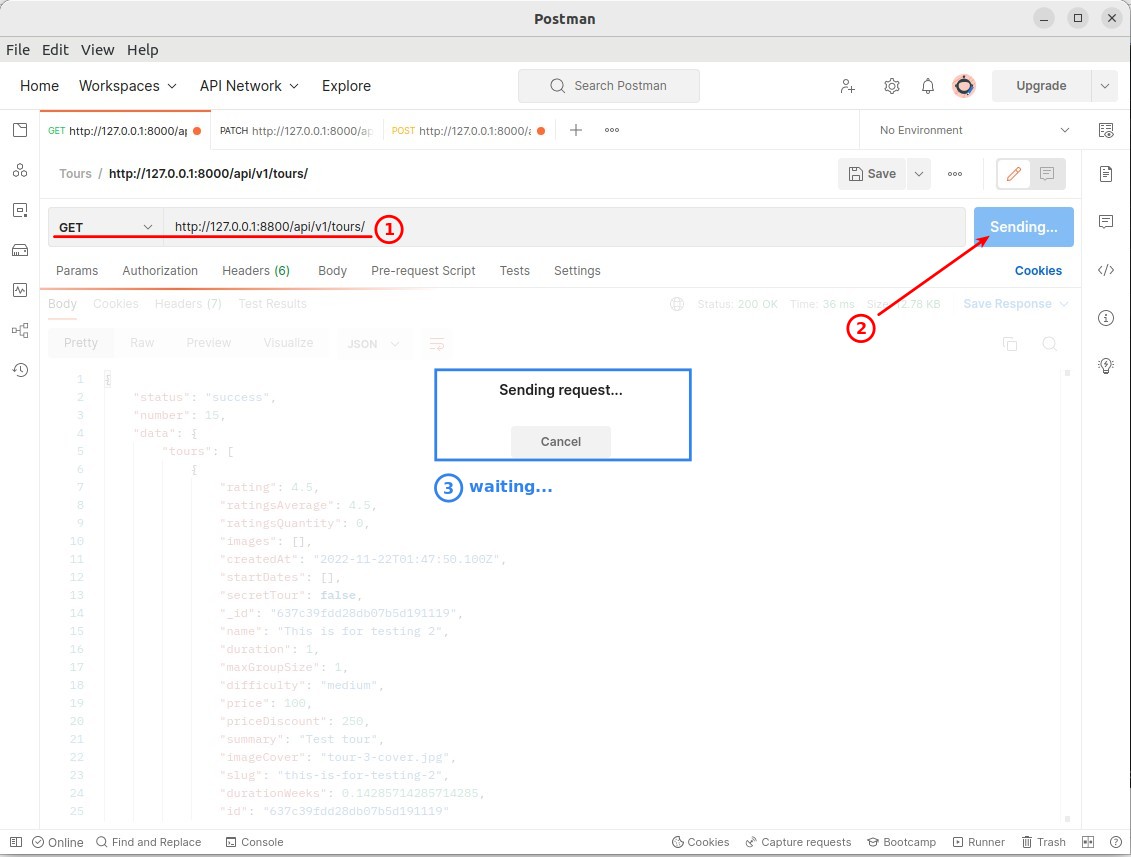 Postman
File Edit View Help
Home Workspaces API Network Explore Search Postman Upgrade
GET http://127.0.0.1:8000/ap PATCH http://127.0.0.1:8000/ap POST http://127.0.0.1:8000/a No Environment
Tours / http://127.0.0.1:8000/api/v1/tours/ Save
GET http://127.0.0.1:8800/api/v1/tours/ 1 Sending...
Params Authorization Headers (6) Body Pre-request Script Tests Settings Cookies
Body Cookies Headers (7) Test Results Status: 200 OK Time: 36 ms Size: 12.78 KB Save Response
2
Pretty Raw Preview Visualize JSON
1 {
Sending request...
2 "status": "success",
3 "number": 15,
4 "data": {
Cancel
5 "tours": [
6 {
7 "rating": 4.5,
3 waiting...
8 "ratingsAverage": 4.5,
9 "ratingsQuantity": 0,
10 "images": [],
11 "createdAt": "2022-11-22T01:47:50.100Z",
12 "startDates": [],
13 "secretTour": false,
14 "_id": "637c39fdd28db07b5d191119",
15 "name": "This is for testing 2",
16 "duration": 1,
17 "maxGroupSize": 1,
18 "difficulty": "medium",
19 "price": 100,
20 "priceDiscount": 250,
21 "summary": "Test tour",
22 "imageCover": "tour-3-cover.jpg",
23 "slug": "this-is-for-testing-2",
24 "durationWeeks": 0.14285714285714285,
25 "id": "637c39fdd28db07b5d191119"
Online Find and Replace Console Cookies Capture requests Bootcamp Runner Trash